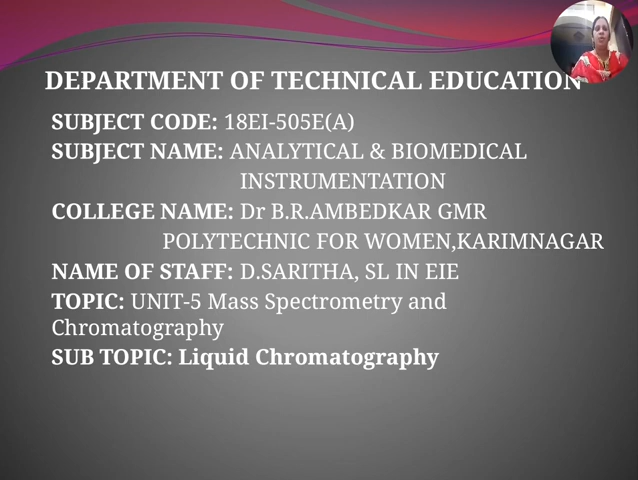 DEPARTMENT OF TECHNICAL EDUCATION
SUBJECT CODE: 18EI-505E(A)
SUBJECT NAME: ANALYTICAL & BIOMEDICAL
INSTRUMENTATION
COLLEGE NAME: Dr B.R.AMBEDKAR GMR
POLYTECHNIC FOR WOMEN,KARIMNAGAR
NAME OF STAFF: D.SARITHA, SL IN EIE
TOPIC: UNIT-5 Mass Spectrometry and
Chromatography
SUB TOPIC: Liquid Chromatography